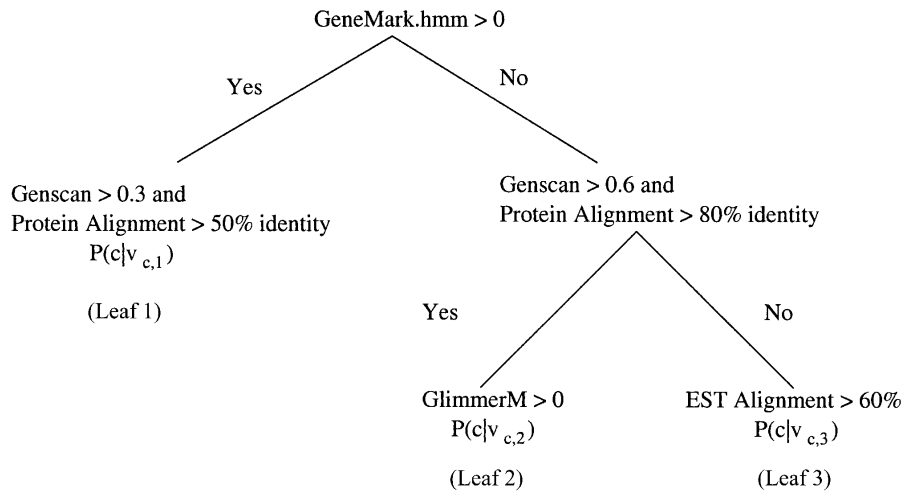 GeneMark.hmm > 0
Yes
No
Genscan > 0.3 and
Protein Alignment > 50% identity
P(c|v c,1)
(Leaf 1)
Genscan > 0.6 and
Protein Alignment > 80% identity
Yes
No
GlimmerM > 0
P(c|v c,2)
(Leaf 2)
EST Alignment > 60%
P(c|v c,3)
(Leaf 3)